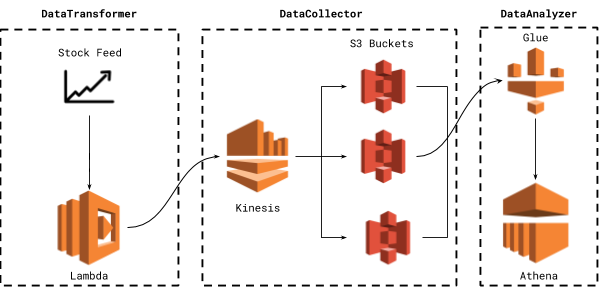 DataTransformer
DataCollector
DataAnalyzer
Stock Feed
S3 Buckets
Glue
Kinesis
Lambda
Athena